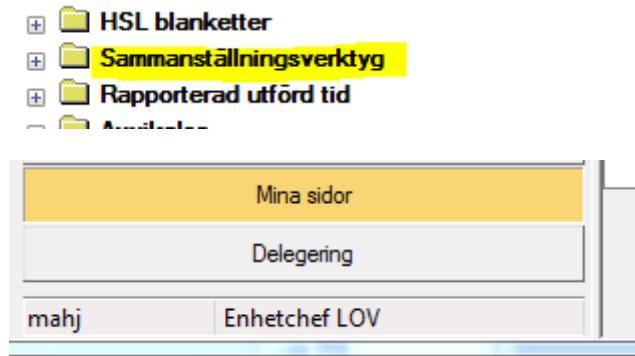 HSL blanketter
Sammanställningsverktyg
Rapporterad utförd tid
Mina sidor
Delegering
mahj Enhetchef LOV